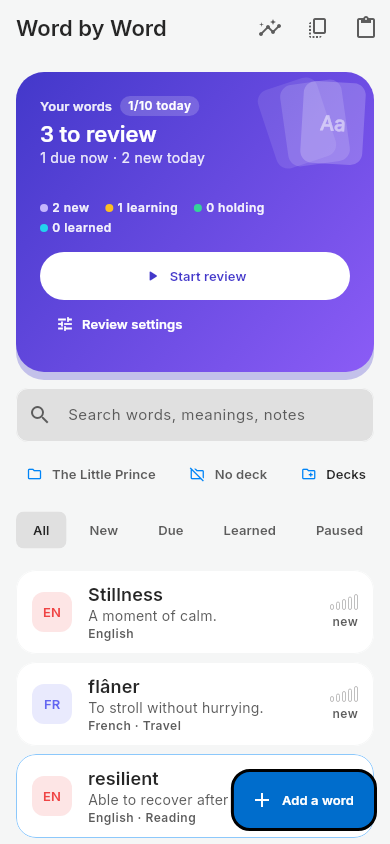 Word by Word
Your words 1/10 today
3 to review
1 due now · 2 new today
Aa
2 new 1 learning 0 holding
0 learned
Start review
Review settings
Search words, meanings, notes
The Little Prince No deck Decks
All New Due Learned Paused
EN
Stillness
A moment of calm.
English
new
FR
flâner
To stroll without hurrying.
French · Travel
new
EN
resilient
Able to recover after
English · Reading
Add a word